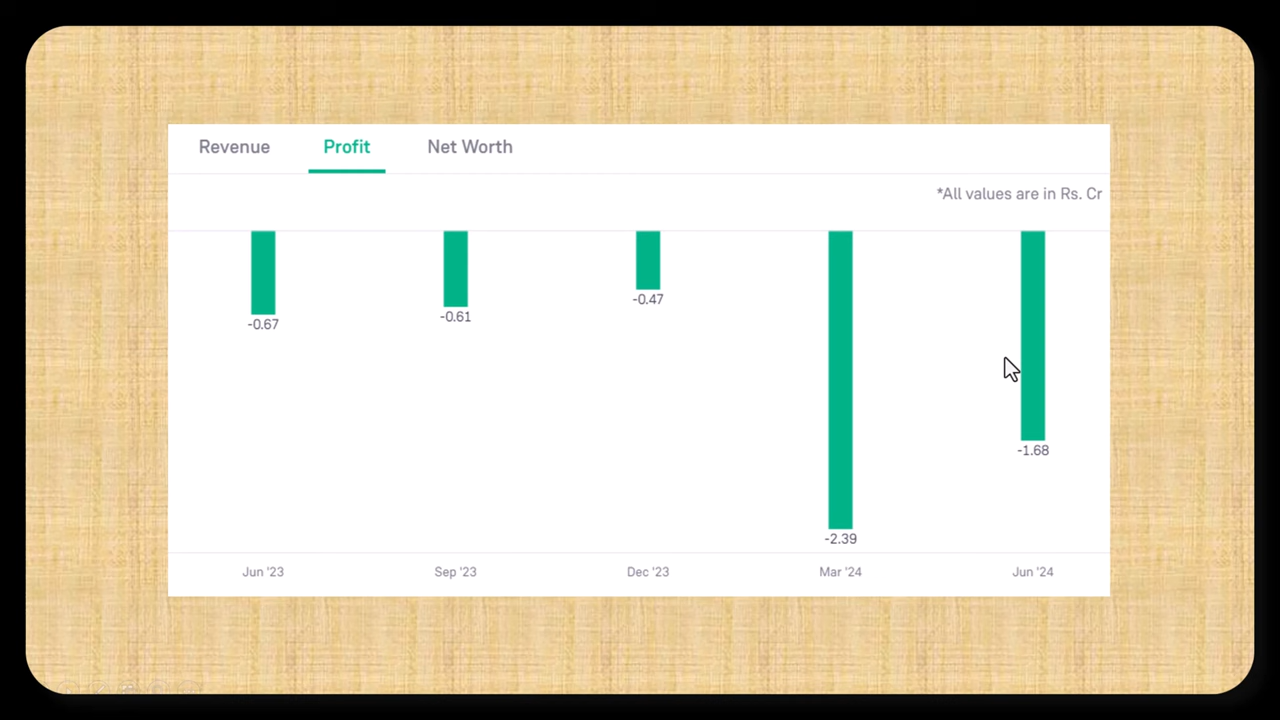 Revenue Profit Net Worth
*All values are in Rs. Cr
-0.67 -0.61 -0.47 -2.39 -1.68
Jun '23 Sep '23 Dec '23 Mar '24 Jun '24